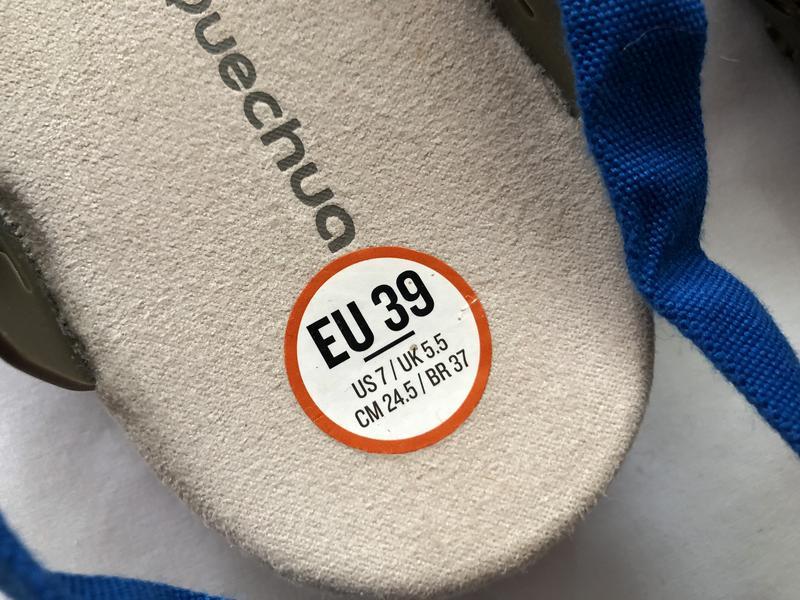 quechua
EU 39
US 7 / UK 5.5
CM 24.5 / BR 37